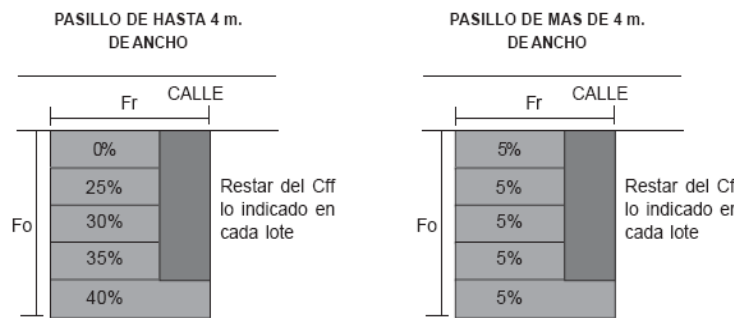 PASILLO DE HASTA 4 m.
DE ANCHO
Fr
CALLE
0%
25%
30%
35%
40%
Fo
Restar del Cff
lo indicado en
cada lote
PASILLO DE MAS DE 4 m.
DE ANCHO
Fr
CALLE
5%
5%
5%
5%
5%
Fo
Restar del Cf
lo indicado er
cada lote